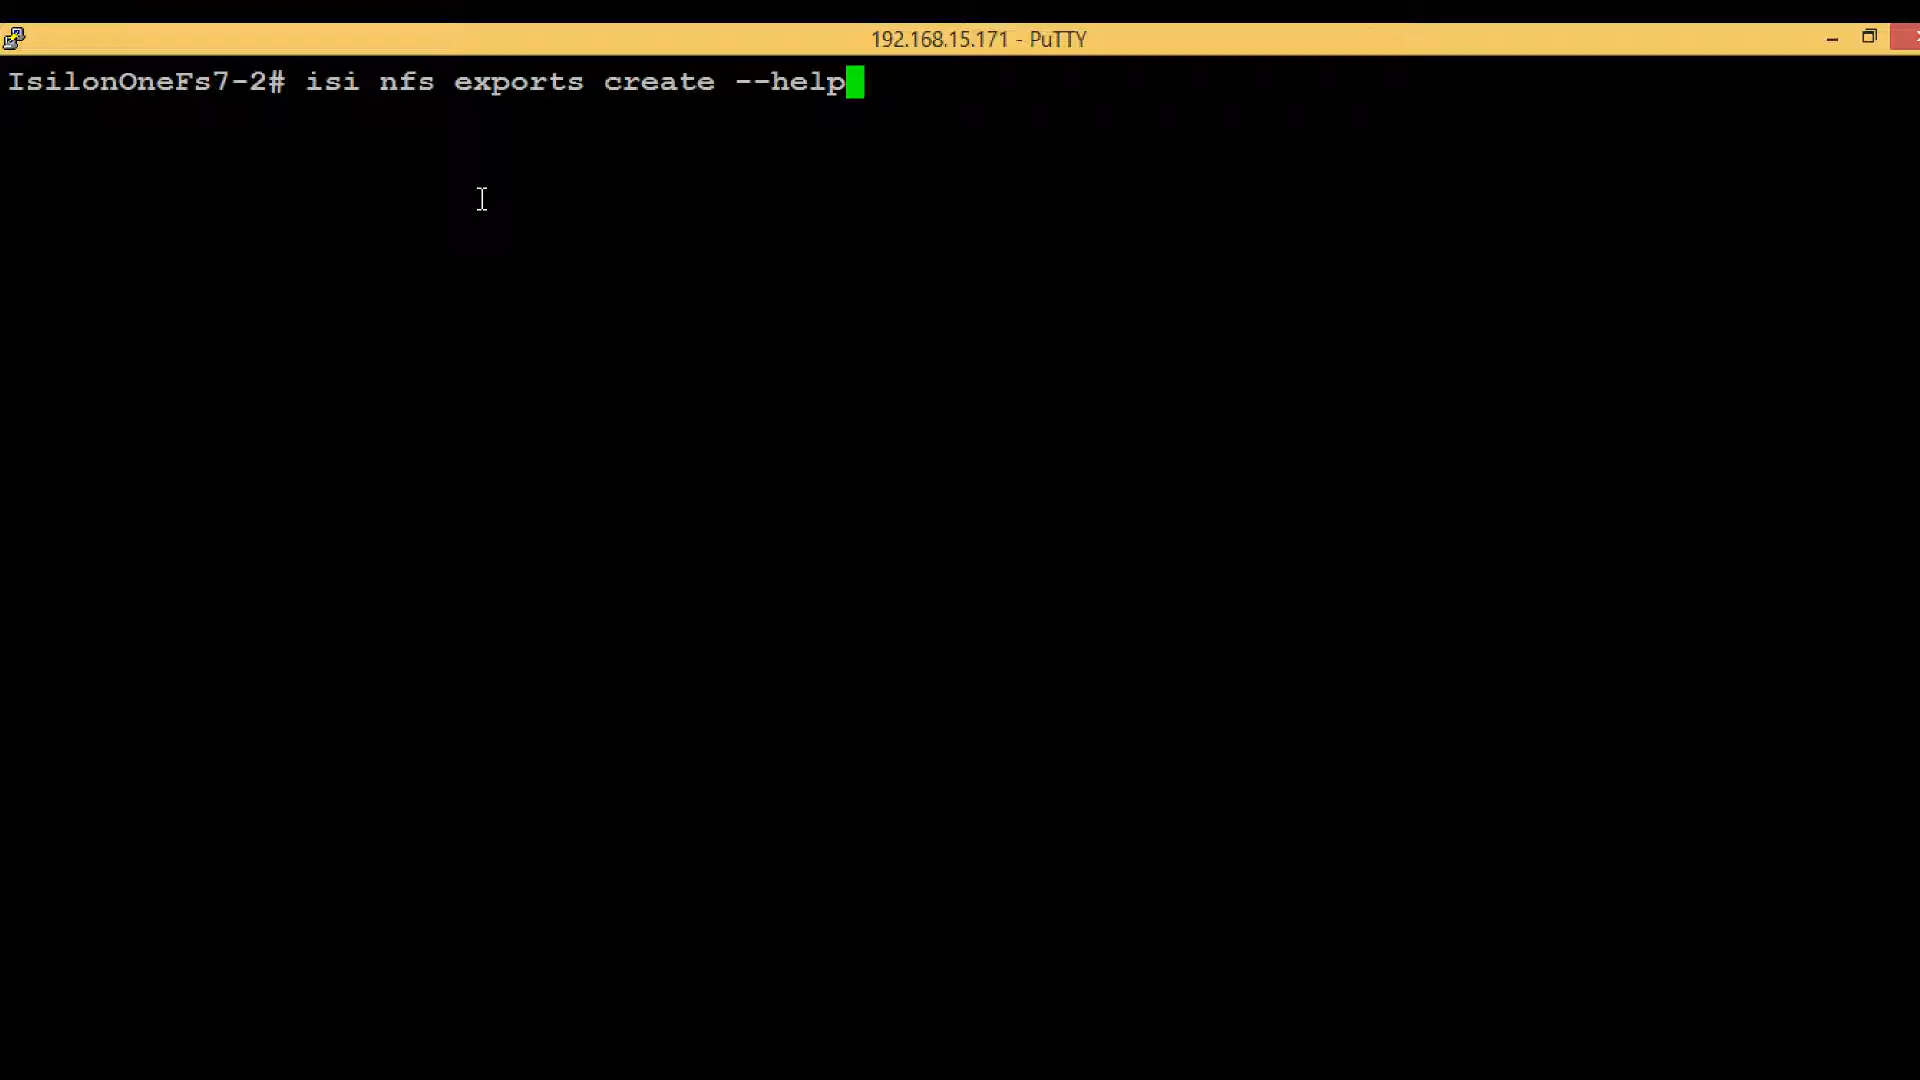 192.168.15.171 - PuTTY
IsilonOneFs7-2# isi nfs exports create --help